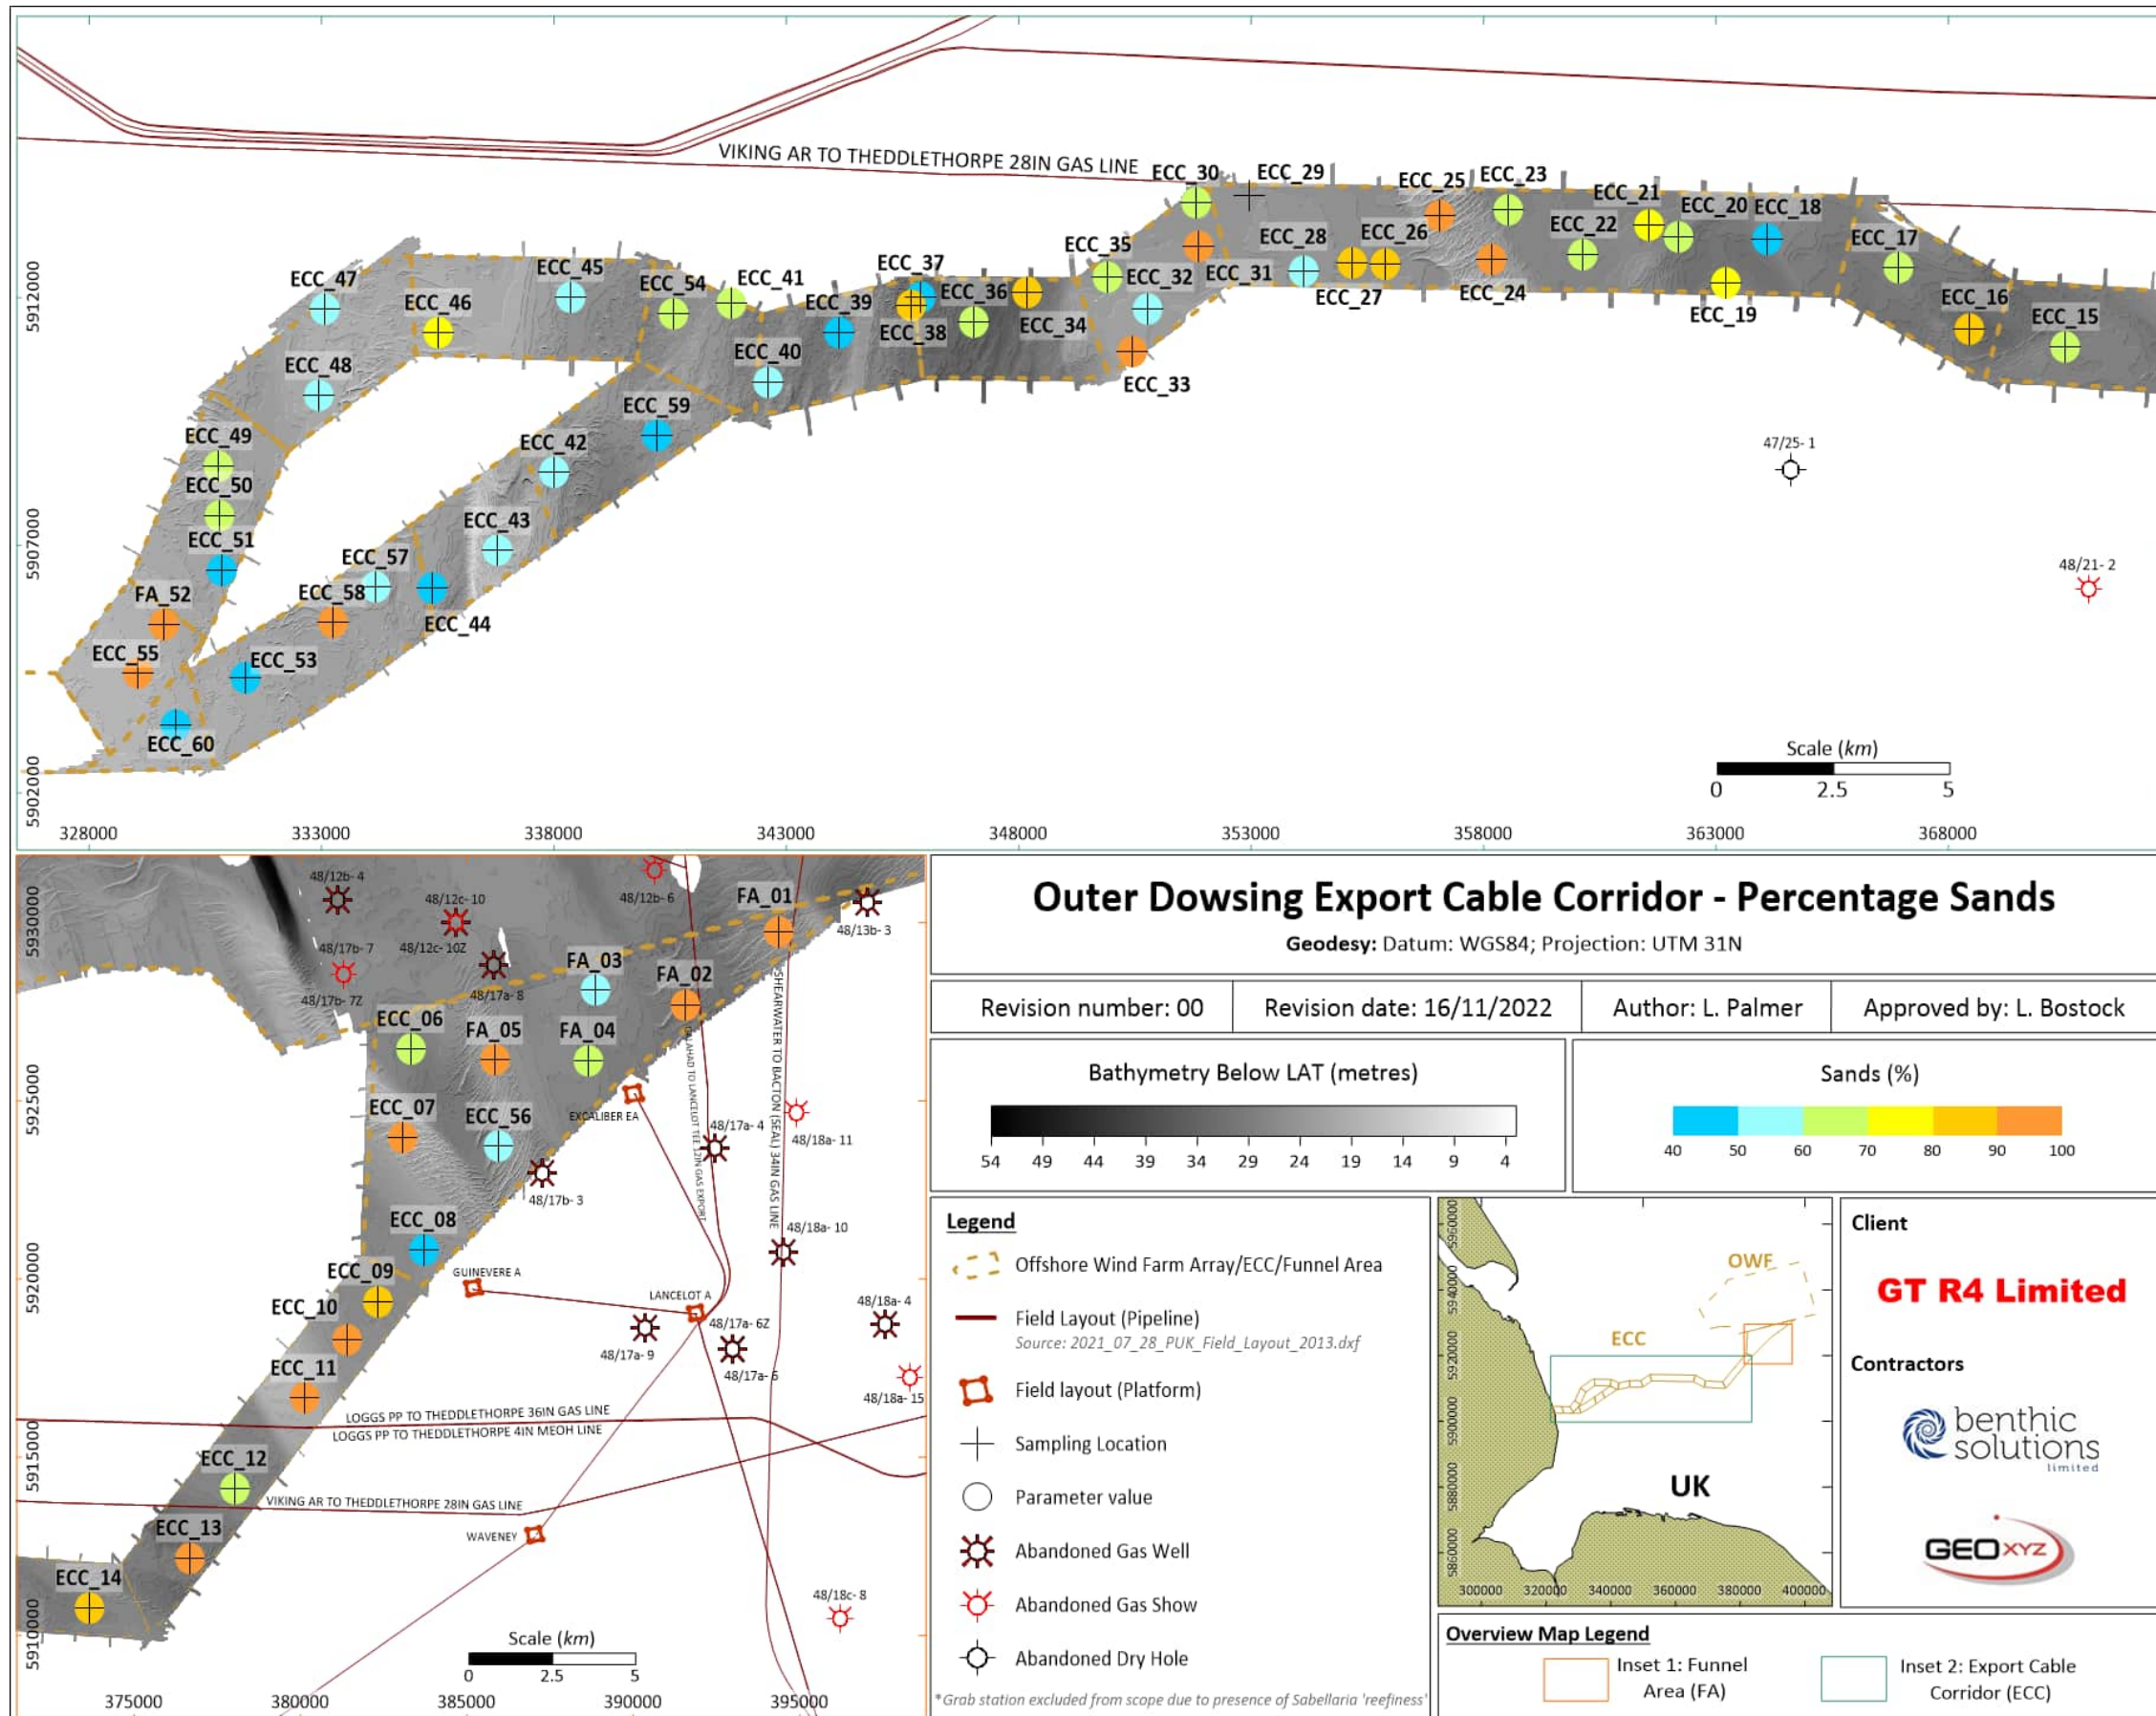 VIKING AR TO THEDDLETHORPE 28IN GAS LINE
ECC_30
ECC_29
ECC_25
ECC_23
ECC_21
ECC_20
ECC_18
ECC_22
ECC_17
ECC_26
ECC_28
ECC_35
ECC_32
ECC_31
ECC_27
ECC_24
ECC_19
ECC_16
ECC_15
ECC_47
ECC_46
ECC_45
ECC_54
ECC_41
ECC_37
ECC_39
ECC_36
ECC_38
ECC_34
ECC_40
ECC_33
ECC_48
ECC_59
ECC_49
ECC_42
ECC_50
ECC_43
ECC_51
ECC_57
FA_52
ECC_58
ECC_44
ECC_55
ECC_53
ECC_60
47/25- 1
48/21- 2
5912000
5907000
5902000
Scale (km)
0 2.5 5
328000 333000 338000 343000 348000 353000 358000 363000 368000
48/12b- 4
48/12c- 10
48/12b- 6
FA_01
48/13b- 3
48/17b- 7
48/12c- 10Z
FA_03
FA_02
48/17b- 7Z
48/17a- 8
ECC_06
FA_05
FA_04
ECC_07
ECC_56
EXCALIBER EA
GALAHAD TO LANCELOT TEE 12IN GAS EXPORT
SHEARWATER TO BACTON (SEAL) 34IN GAS LINE
48/17a- 4
48/18a- 11
48/17b- 3
ECC_08
48/18a- 10
ECC_09
GUINEVERE A
ECC_10
LANCELOT A
48/18a- 4
48/17a- 6Z
48/17a- 9
48/17a- 6
48/18a- 15
ECC_11
LOGGS PP TO THEDDLETHORPE 36IN GAS LINE
LOGGS PP TO THEDDLETHORPE 4IN MEOH LINE
ECC_12
VIKING AR TO THEDDLETHORPE 28IN GAS LINE
ECC_13
WAVENEY
ECC_14
48/18c- 8
5930000
5925000
5920000
5915000
5910000
Scale (km)
0 2.5 5
375000 380000 385000 390000 395000
Outer Dowsing Export Cable Corridor - Percentage Sands
Geodesy: Datum: WGS84; Projection: UTM 31N
Revision number: 00
Revision date: 16/11/2022
Author: L. Palmer
Approved by: L. Bostock
Bathymetry Below LAT (metres)
54 49 44 39 34 29 24 19 14 9 4
Sands (%)
40 50 60 70 80 90 100
Legend
Offshore Wind Farm Array/ECC/Funnel Area
Field Layout (Pipeline)
Source: 2021_07_28_PUK_Field_Layout_2013.dxf
Field layout (Platform)
Sampling Location
Parameter value
Abandoned Gas Well
Abandoned Gas Show
Abandoned Dry Hole
*Grab station excluded from scope due to presence of Sabellaria 'reefiness'
OWF
ECC
UK
5950000
5940000
5920000
5900000
5880000
5860000
300000 320000 340000 360000 380000 400000
Client
GT R4 Limited
Contractors
benthic
solutions
limited
GEO XYZ
Overview Map Legend
Inset 1: Funnel
Area (FA)
Inset 2: Export Cable
Corridor (ECC)